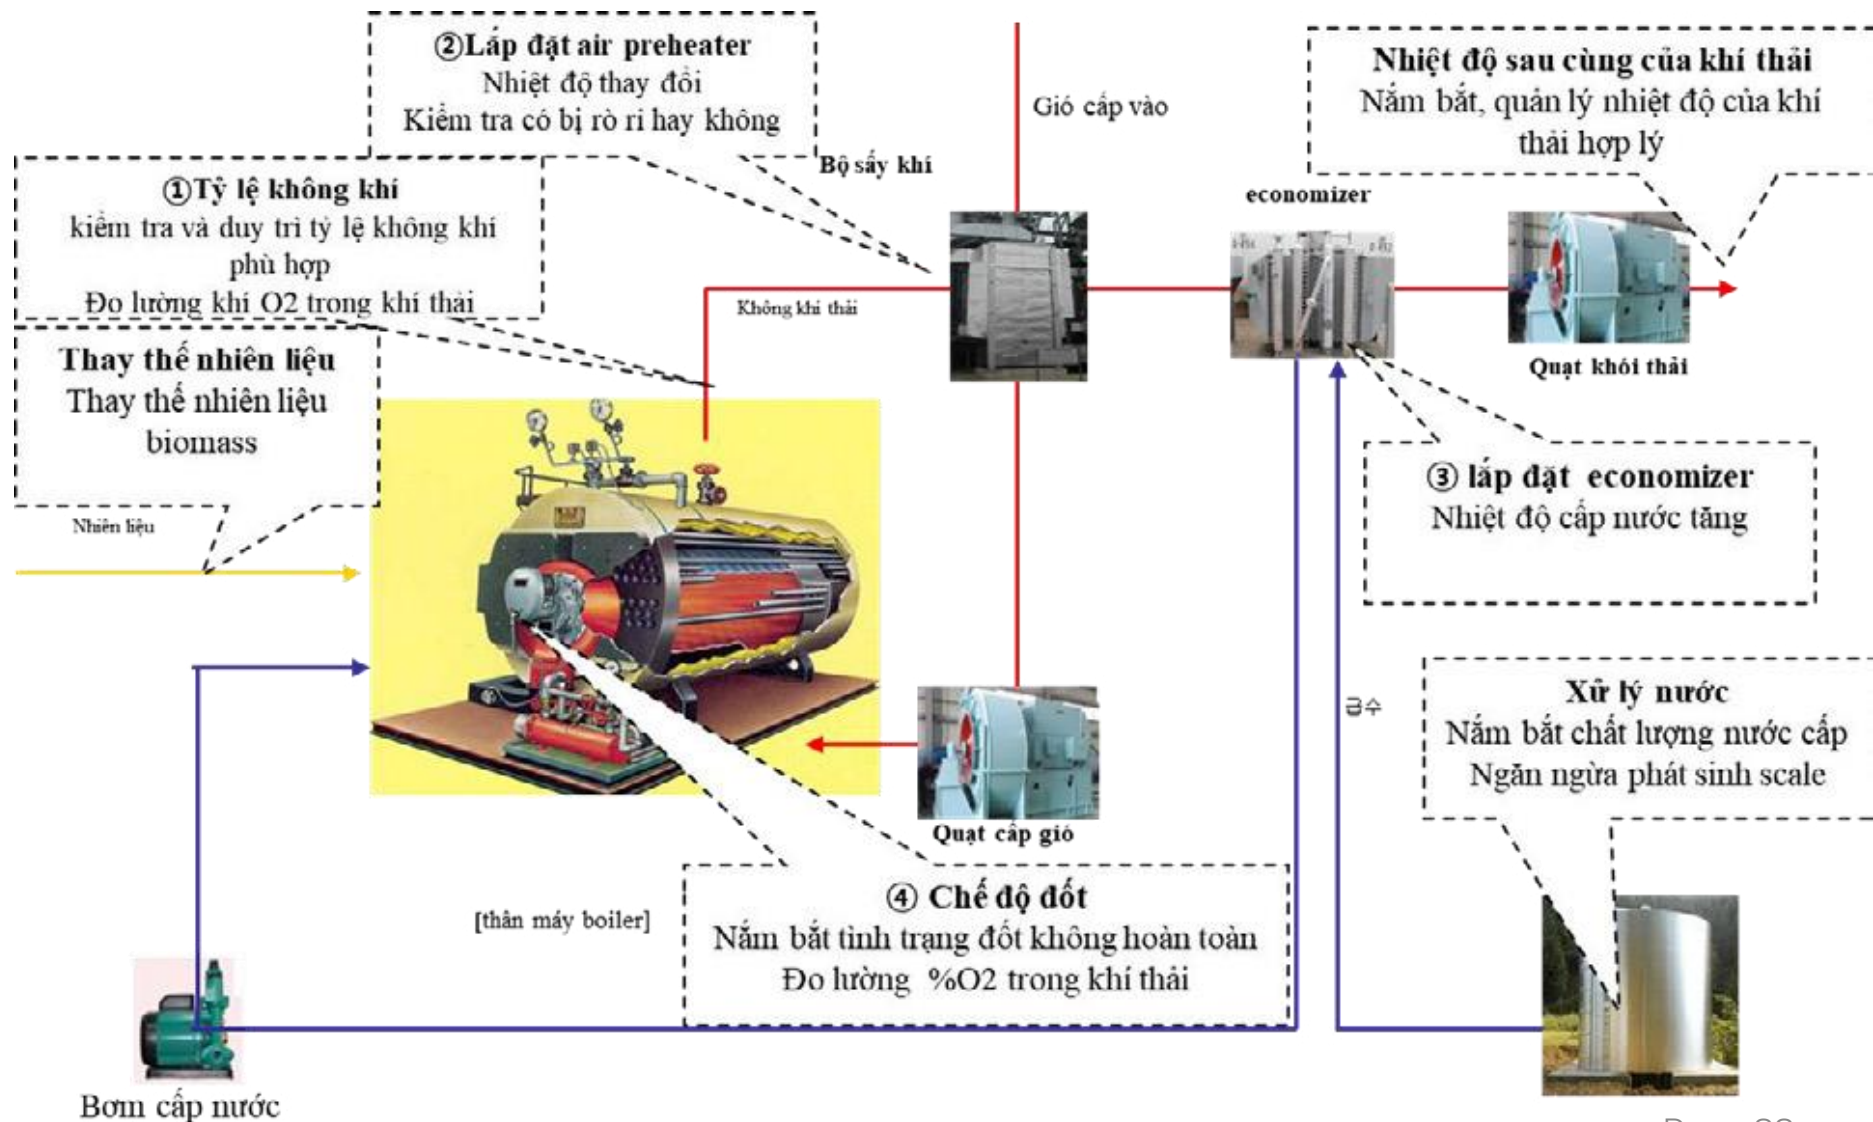 ②Lắp đặt air preheater
Nhiệt độ thay đổi
Kiểm tra có bị rò rỉ hay không
Gió cấp vào
Nhiệt độ sau cùng của khí thải
Nắm bắt, quản lý nhiệt độ của khí
thải hợp lý
Bộ sấy khí
economizer
①Tỷ lệ không khí
kiểm tra và duy trì tỷ lệ không khí
phù hợp
Đo lường khí O2 trong khí thải
Không khí thải
Quạt khói thải
Thay thế nhiên liệu
Thay thế nhiên liệu
biomass
Nhiên liệu
③ lắp đặt economizer
Nhiệt độ cấp nước tăng
급수
Xử lý nước
Nắm bắt chất lượng nước cấp
Ngăn ngừa phát sinh scale
Quạt cấp gió
④ Chế độ đốt
Nắm bắt tình trạng đốt không hoàn toàn
Đo lường %O2 trong khí thải
[thân máy boiler]
Bơm cấp nước